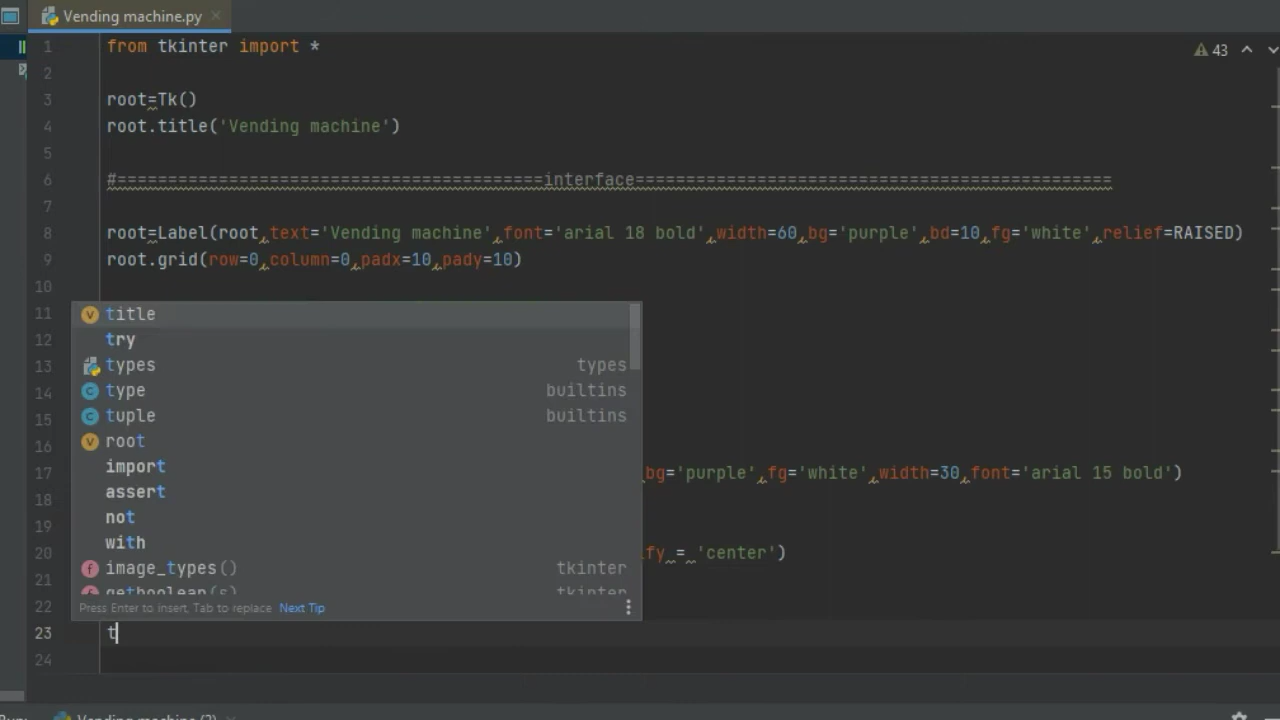 Vending machine.py
43
1 from tkinter import *
2
3 root=Tk()
4 root.title('Vending machine')
5
6 #==========================================interface===============================================
7
8 root=Label(root,text='Vending machine',font='arial 18 bold',width=60,bg='purple',bd=10,fg='white',relief=RAISED)
9 root.grid(row=0,column=0,padx=10,pady=10)
10
11
title
12
try
13
types types
14
type builtins
15
tuple builtins
16
root
17 bg='purple',fg='white',width=30,font='arial 15 bold')
import
18
assert
19
not
20 ify = 'center')
with
21
image_types() tkinter
getboolean(s) tkinter
22
Press Enter to insert, Tab to replace Next Tip
23 t
24
Vending machine (2)